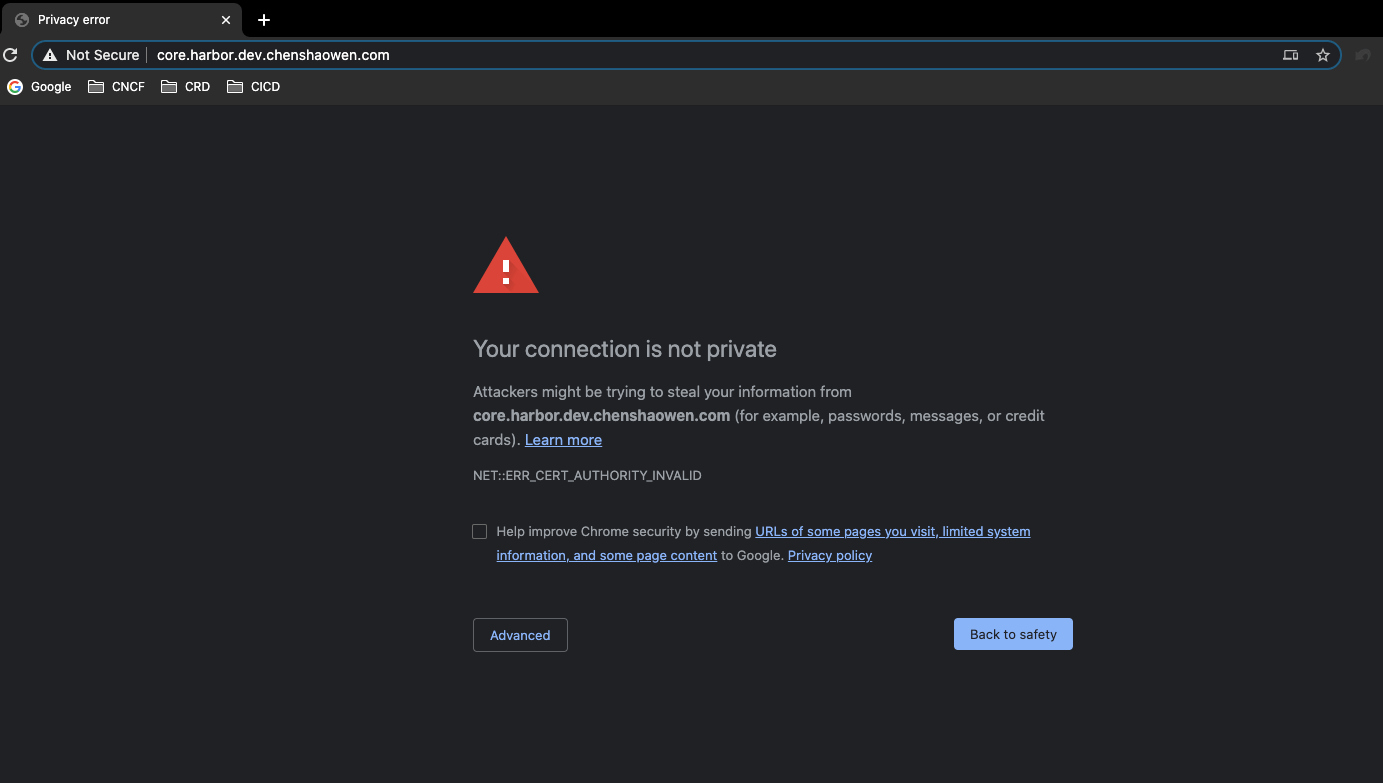 Privacy error
Not Secure core.harbor.dev.chenshaowen.com
Google CNCF CRD CICD
Your connection is not private
Attackers might be trying to steal your information from
core.harbor.dev.chenshaowen.com (for example, passwords, messages, or credit
cards). Learn more
NET::ERR_CERT_AUTHORITY_INVALID
Help improve Chrome security by sending URLs of some pages you visit, limited system
information, and some page content to Google. Privacy policy
Advanced Back to safety